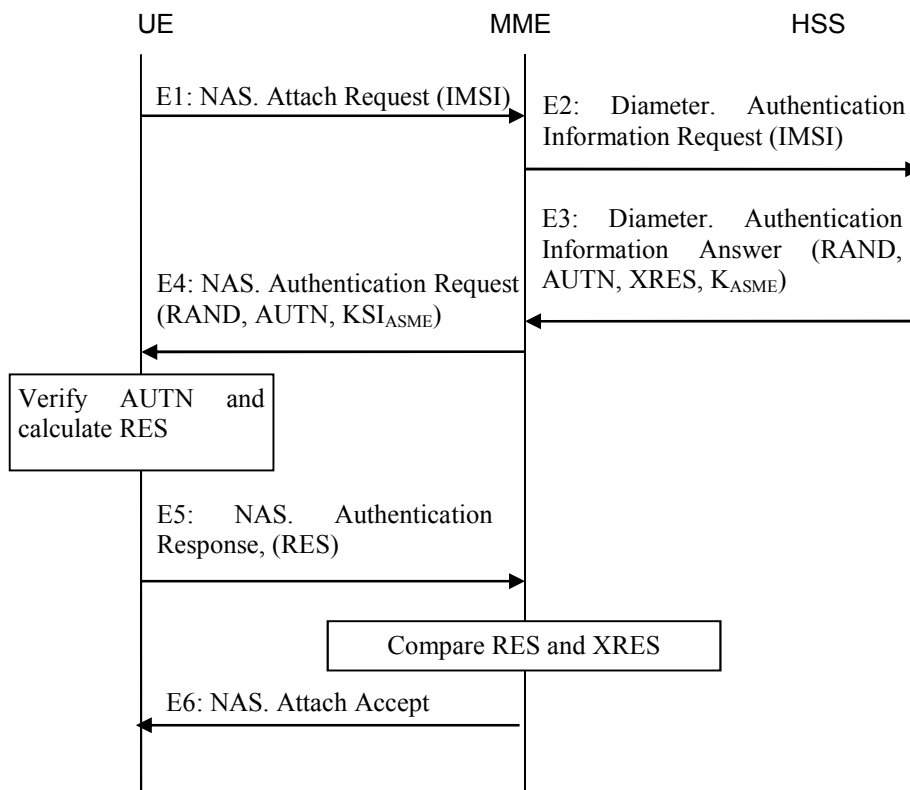 UE MME HSS
E1: NAS. Attach Request (IMSI)
E2: Diameter. Authentication
Information Request (IMSI)
E3: Diameter. Authentication
Information Answer (RAND,
AUTN, XRES, KASME)
E4: NAS. Authentication Request
(RAND, AUTN, KSIASME)
Verify AUTN and
calculate RES
E5: NAS. Authentication
Response, (RES)
Compare RES and XRES
E6: NAS. Attach Accept